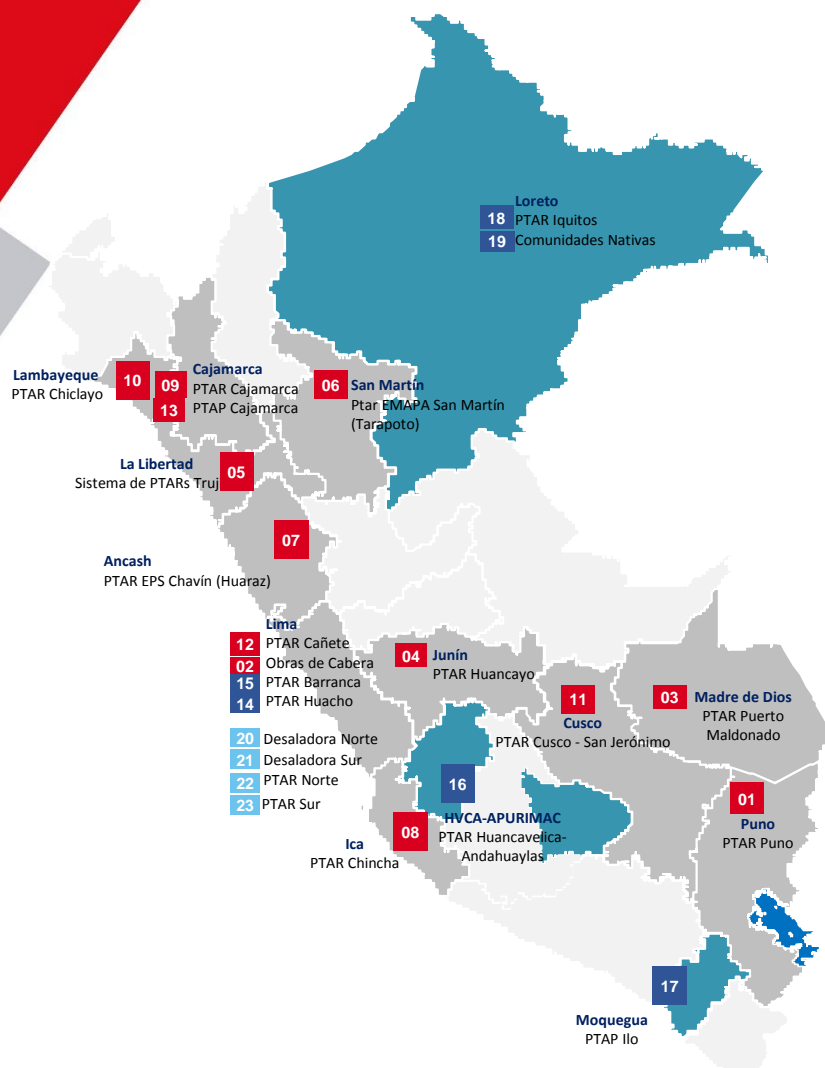 Loreto
18 PTAR Iquitos
19 Comunidades Nativas
Lambayeque
10
PTAR Chiclayo
Cajamarca
09 PTAR Cajamarca
13 PTAP Cajamarca
06 San Martín
Ptar EMAPA San Martín
(Tarapoto)
La Libertad
05
Sistema de PTARs Truj
07
Ancash
PTAR EPS Chavín (Huaraz)
Lima
12 PTAR Cañete
02 Obras de Cabera
15 PTAR Barranca
14 PTAR Huacho
20 Desaladora Norte
21 Desaladora Sur
22 PTAR Norte
23 PTAR Sur
04 Junín
PTAR Huancayo
11
Cusco
PTAR Cusco - San Jerónimo
03 Madre de Dios
PTAR Puerto
Maldonado
16
HVCA-APURIMAC
PTAR Huancavelica-
Andahuaylas
01
Puno
PTAR Puno
08
Ica
PTAR Chincha
17
Moquegua
PTAP Ilo